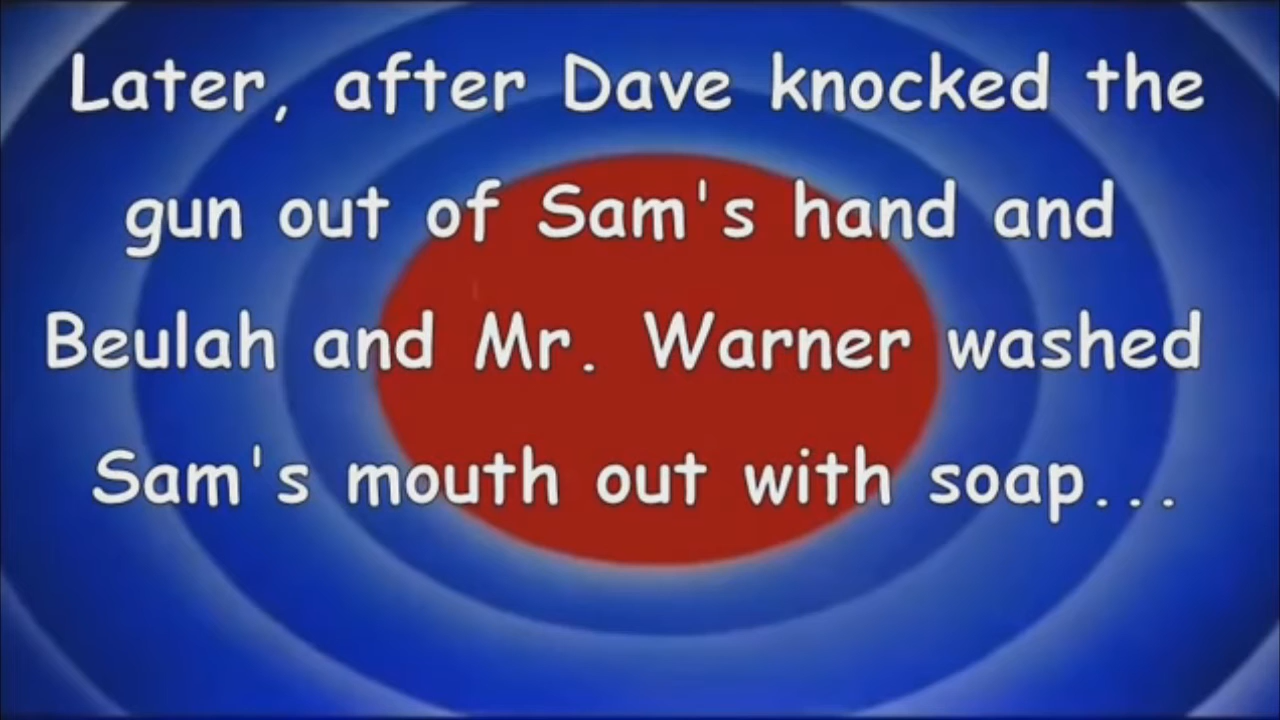 Later, after Dave knocked the
gun out of Sam's hand and
Beulah and Mr. Warner washed
Sam's mouth out with soap...